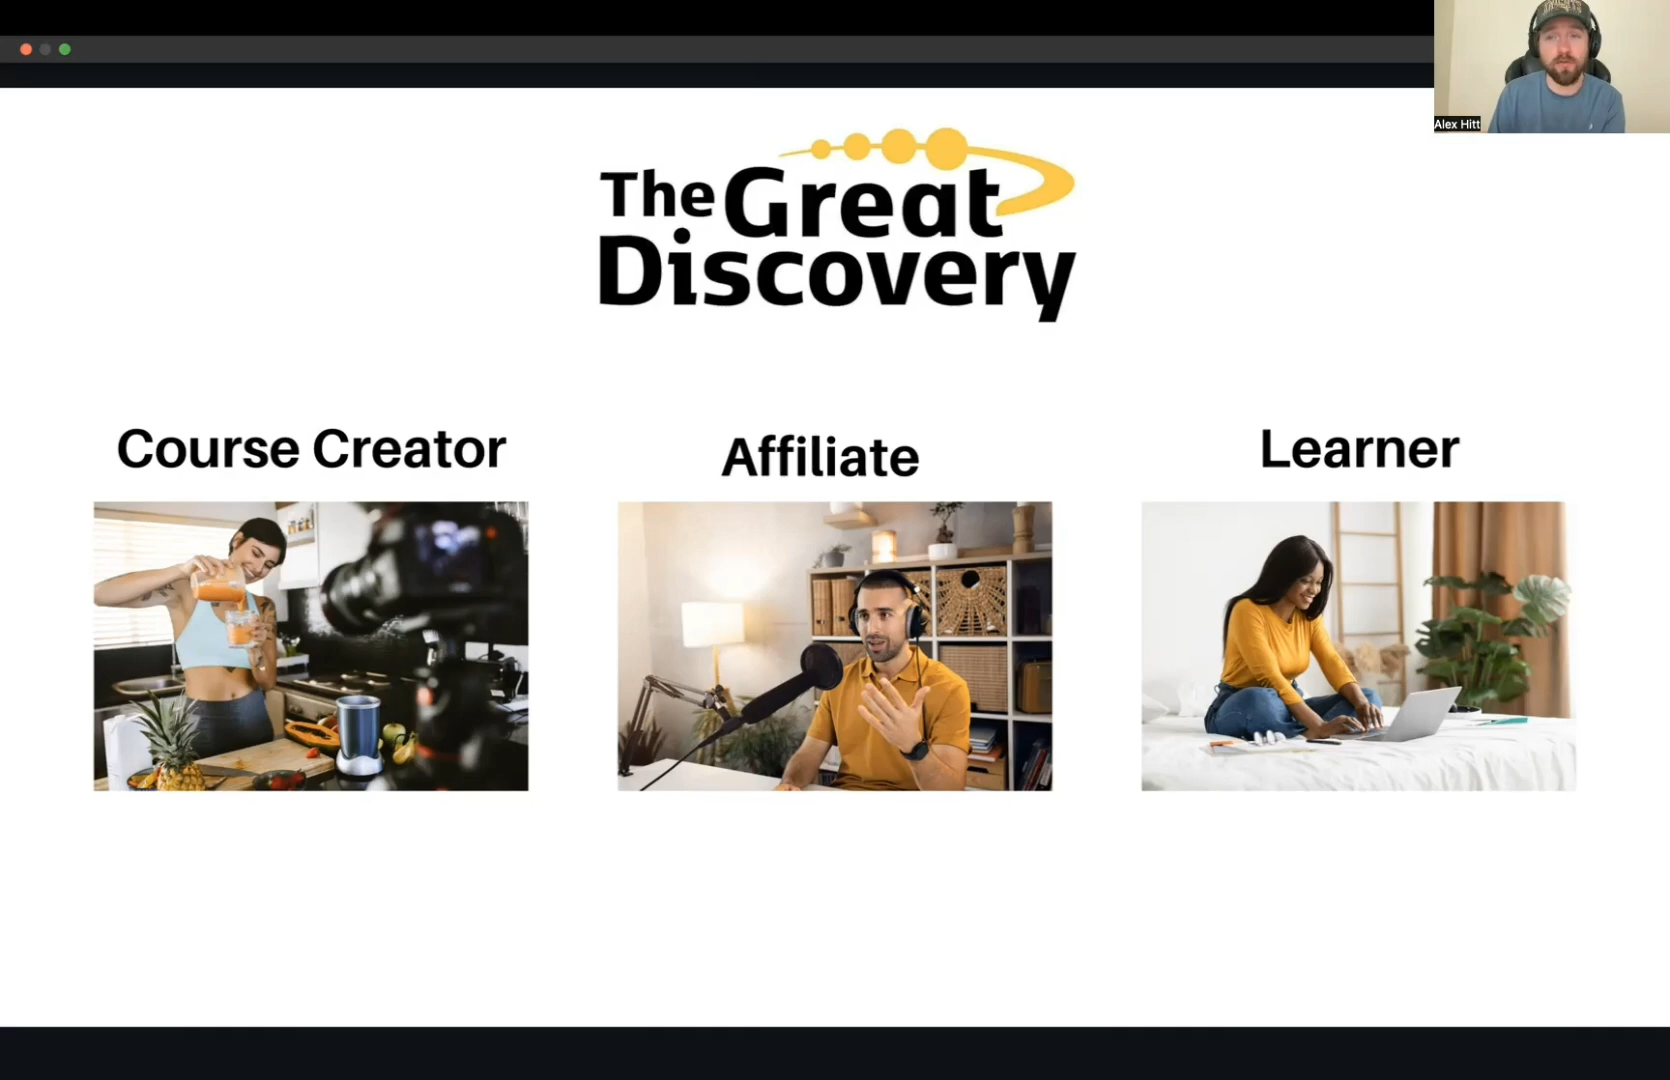 Alex Hitt
The Great
Discovery
Course Creator
Affiliate
Learner